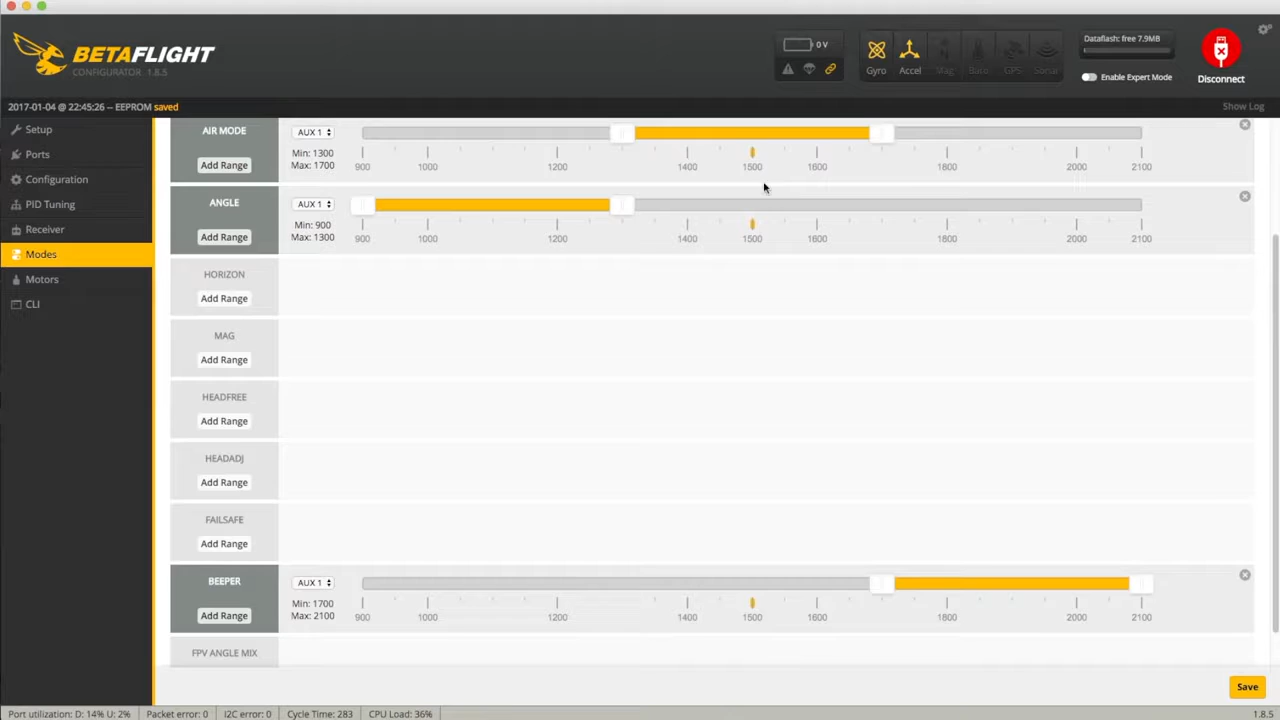 BETAFLIGHT
CONFIGURATOR 1.8.5
0 V
Gyro Accel Mag Baro GPS Sonar
Dataflash: free 7.9MB
Enable Expert Mode
Disconnect
2017-01-04 @ 22:45:26 -- EEPROM saved
Show Log
Setup
Ports
Configuration
PID Tuning
Receiver
Modes
Motors
CLI
AIR MODE
Add Range
AUX 1
Min: 1300
Max: 1700
900 1000 1200 1400 1500 1600 1800 2000 2100
ANGLE
Add Range
AUX 1
Min: 900
Max: 1300
900 1000 1200 1400 1500 1600 1800 2000 2100
HORIZON
Add Range
MAG
Add Range
HEADFREE
Add Range
HEADADJ
Add Range
FAILSAFE
Add Range
BEEPER
Add Range
AUX 1
Min: 1700
Max: 2100
900 1000 1200 1400 1500 1600 1800 2000 2100
FPV ANGLE MIX
Save
Port utilization: D: 14% U: 2% Packet error: 0 I2C error: 0 Cycle Time: 283 CPU Load: 36% 1.8.5